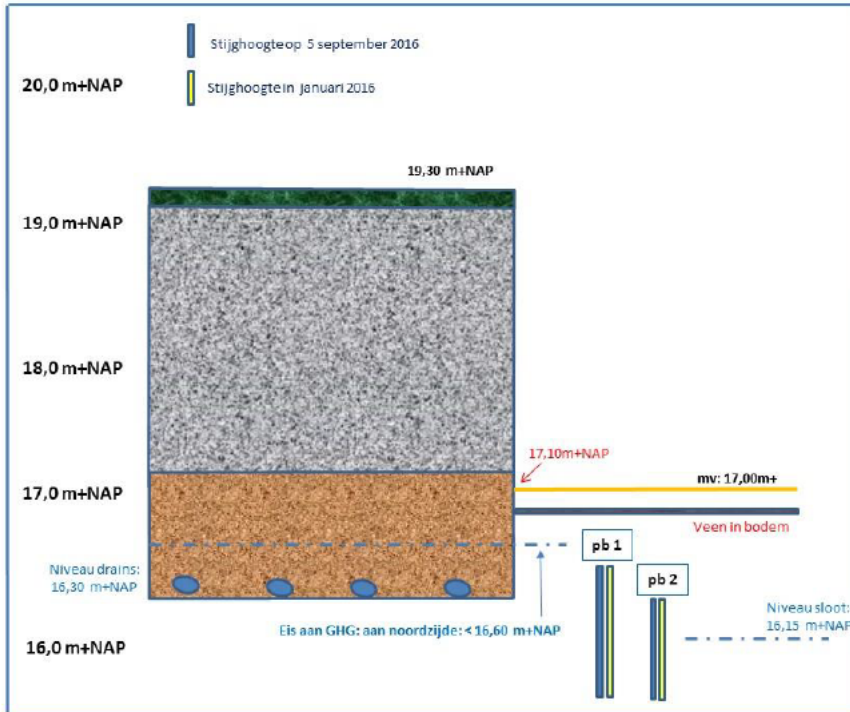 Stijghoogteop 5 september 2016
Stijghoogtein januari 2016
20,0 m+NAP
19,30 m+NAP
19,0 m+NAP
18,0 m+NAP
17,10m+NAP
mv: 17,00m+
17,0 m+NAP
Veen in bodem
pb 1
pb 2
Niveau drains:
16,30 m+NAP
Niveau sloot:
16,15 m+NAP
Eis aan GHG: aan noordzijde: < 16,60 m+NAP
16,0 m+NAP